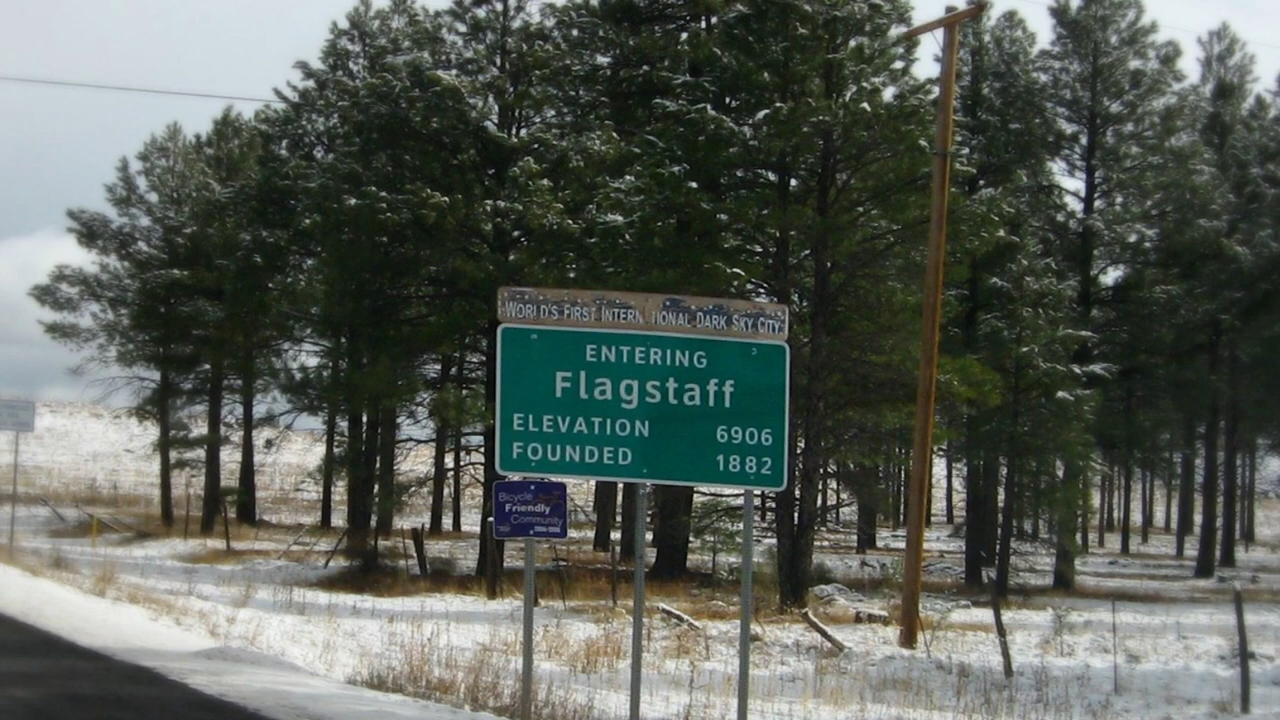 WORLD'S FIRST INTERN TIONAL DARK SKY CITY
ENTERING
Flagstaff
ELEVATION 6906
FOUNDED 1882
Bicycle
Friendly
Community